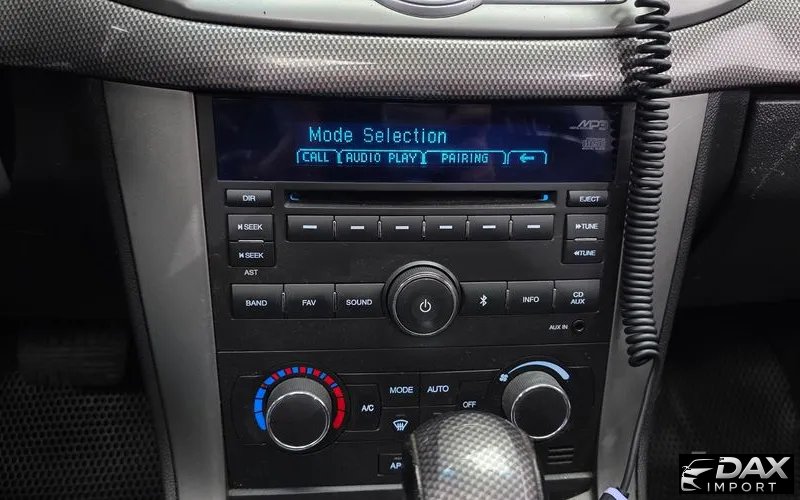 Mode Selection
CALL AUDIO PLAY PAIRING ←
MP3
DIR
EJECT
SEEK
TUNE
SEEK
TUNE
AST
BAND FAV SOUND INFO CD AUX
AUX IN
MODE AUTO
A/C OFF
DAX
IMPORT